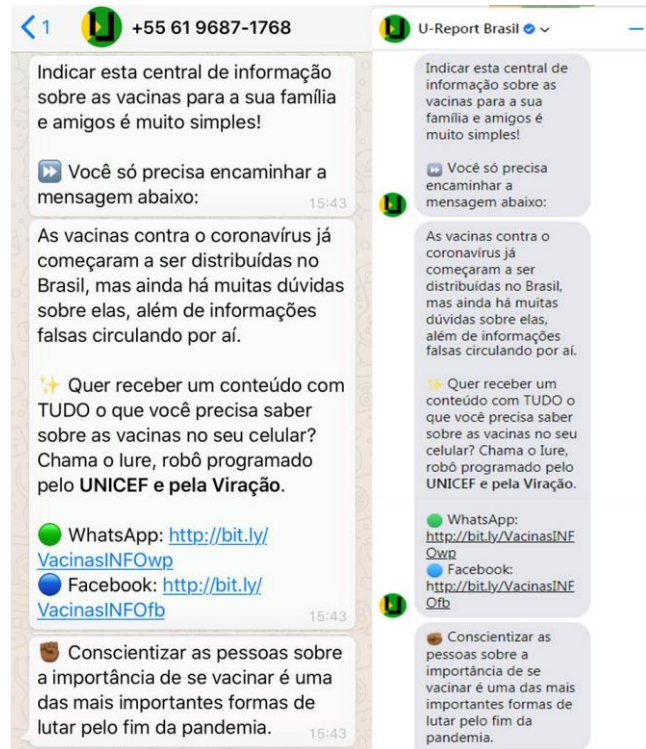 1
+55 61 9687-1768
Indicar esta central de informação
sobre as vacinas para a sua família
e amigos é muito simples!
Você só precisa encaminhar a
mensagem abaixo:
15:43
As vacinas contra o coronavírus já
começaram a ser distribuídas no
Brasil, mas ainda há muitas dúvidas
sobre elas, além de informações
falsas circulando por aí.
✨ Quer receber um conteúdo com
TUDO o que você precisa saber
sobre as vacinas no seu celular?
Chama o Iure, robô programado
pelo UNICEF e pela Viração.
🟢 WhatsApp: http://bit.ly/
VacinasINFOwp
🔵 Facebook: http://bit.ly/
VacinasINFOfb
15:43
✊🏾 Conscientizar as pessoas sobre
a importância de se vacinar é uma
das mais importantes formas de
lutar pelo fim da pandemia.
15:43
U-Report Brasil
Indicar esta central de
informação sobre as
vacinas para a sua
família e amigos é
muito simples!
Você só precisa
encaminhar a
mensagem abaixo:
As vacinas contra o
coronavírus já
começaram a ser
distribuídas no Brasil,
mas ainda há muitas
dúvidas sobre elas,
além de informações
falsas circulando por aí.
✨ Quer receber um
conteúdo com TUDO o
que você precisa saber
sobre as vacinas no seu
celular? Chama o Iure,
robô programado pelo
UNICEF e pela Viração.
🟢 WhatsApp:
http://bit.ly/VacinasINF
Owp
🔵 Facebook:
http://bit.ly/VacinasINF
Ofb
✊🏾 Conscientizar as
pessoas sobre a
importância de se
vacinar é uma das mais
importantes formas de
lutar pelo fim da
pandemia.